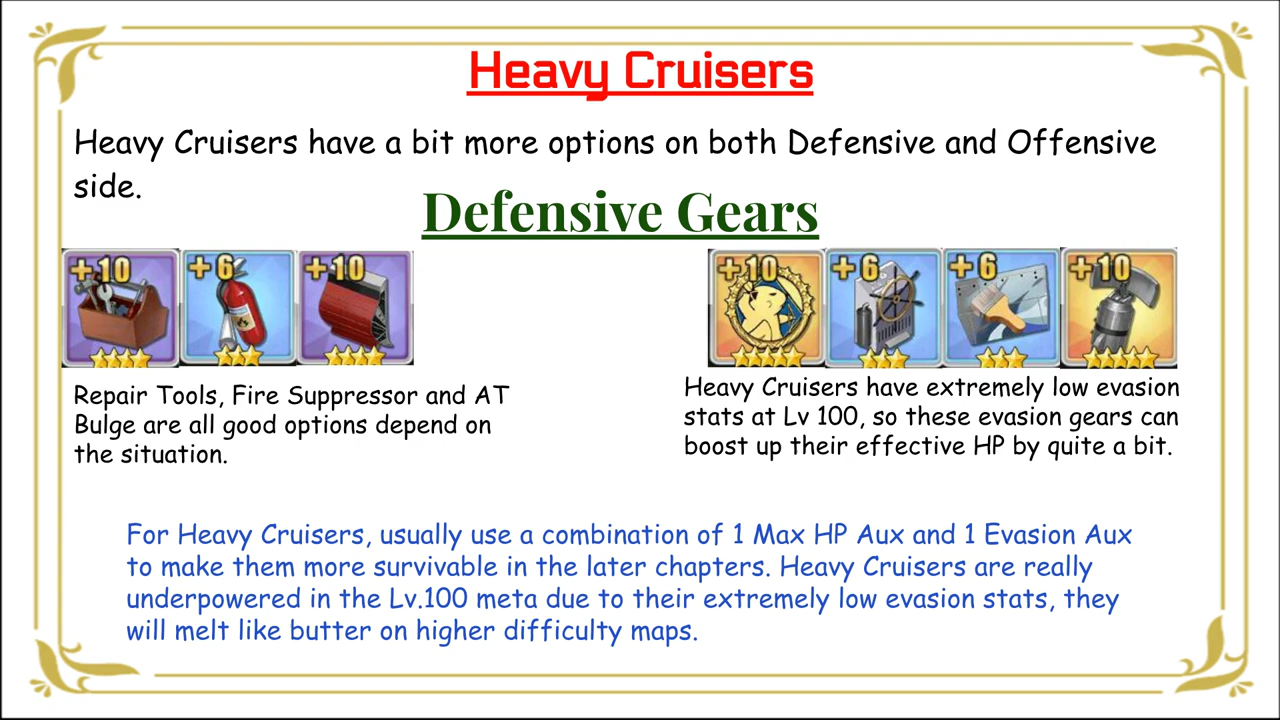 Heavy Cruisers
Heavy Cruisers have a bit more options on both Defensive and Offensive
side.
Defensive Gears
+10 +6 +10
+10 +6 +6 +10
Repair Tools, Fire Suppressor and AT
Bulge are all good options depend on
the situation.
Heavy Cruisers have extremely low evasion
stats at Lv 100, so these evasion gears can
boost up their effective HP by quite a bit.
For Heavy Cruisers, usually use a combination of 1 Max HP Aux and 1 Evasion Aux
to make them more survivable in the later chapters. Heavy Cruisers are really
underpowered in the Lv.100 meta due to their extremely low evasion stats, they
will melt like butter on higher difficulty maps.